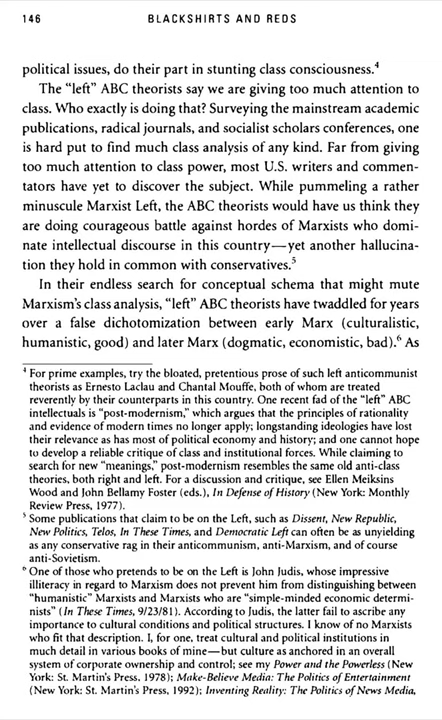 146 BLACKSHIRTS AND REDS
political issues, do their part in stunting class consciousness.⁴
The “left” ABC theorists say we are giving too much attention to
class. Who exactly is doing that? Surveying the mainstream academic
publications, radical journals, and socialist scholars conferences, one
is hard put to find much class analysis of any kind. Far from giving
too much attention to class power, most U.S. writers and commen-
tators have yet to discover the subject. While pummeling a rather
minuscule Marxist Left, the ABC theorists would have us think they
are doing courageous battle against hordes of Marxists who domi-
nate intellectual discourse in this country—yet another hallucina-
tion they hold in common with conservatives.⁵
In their endless search for conceptual schema that might mute
Marxism's class analysis, “left” ABC theorists have twaddled for years
over a false dichotomization between early Marx (culturalistic,
humanistic, good) and later Marx (dogmatic, economistic, bad).⁶ As
⁴ For prime examples, try the bloated, pretentious prose of such left anticommunist
theorists as Ernesto Laclau and Chantal Mouffe, both of whom are treated
reverently by their counterparts in this country. One recent fad of the “left” ABC
intellectuals is “post-modernism,” which argues that the principles of rationality
and evidence of modern times no longer apply; longstanding ideologies have lost
their relevance as has most of political economy and history; and one cannot hope
to develop a reliable critique of class and institutional forces. While claiming to
search for new “meanings,” post-modernism resembles the same old anti-class
theories, both right and left. For a discussion and critique, see Ellen Meiksins
Wood and John Bellamy Foster (eds.), In Defense of History (New York: Monthly
Review Press, 1977).
⁵ Some publications that claim to be on the Left, such as Dissent, New Republic,
New Politics, Telos, In These Times, and Democratic Left can often be as unyielding
as any conservative rag in their anticommunism, anti-Marxism, and of course
anti-Sovietism.
⁶ One of those who pretends to be on the Left is John Judis, whose impressive
illiteracy in regard to Marxism does not prevent him from distinguishing between
“humanistic” Marxists and Marxists who are “simple-minded economic determi-
nists” (In These Times, 9/23/81). According to Judis, the latter fail to ascribe any
importance to cultural conditions and political structures. I know of no Marxists
who fit that description. I, for one, treat cultural and political institutions in
much detail in various books of mine—but culture as anchored in an overall
system of corporate ownership and control; see my Power and the Powerless (New
York: St. Martin's Press, 1978); Make-Believe Media: The Politics of Entertainment
(New York: St. Martin's Press, 1992); Inventing Reality: The Politics of News Media,